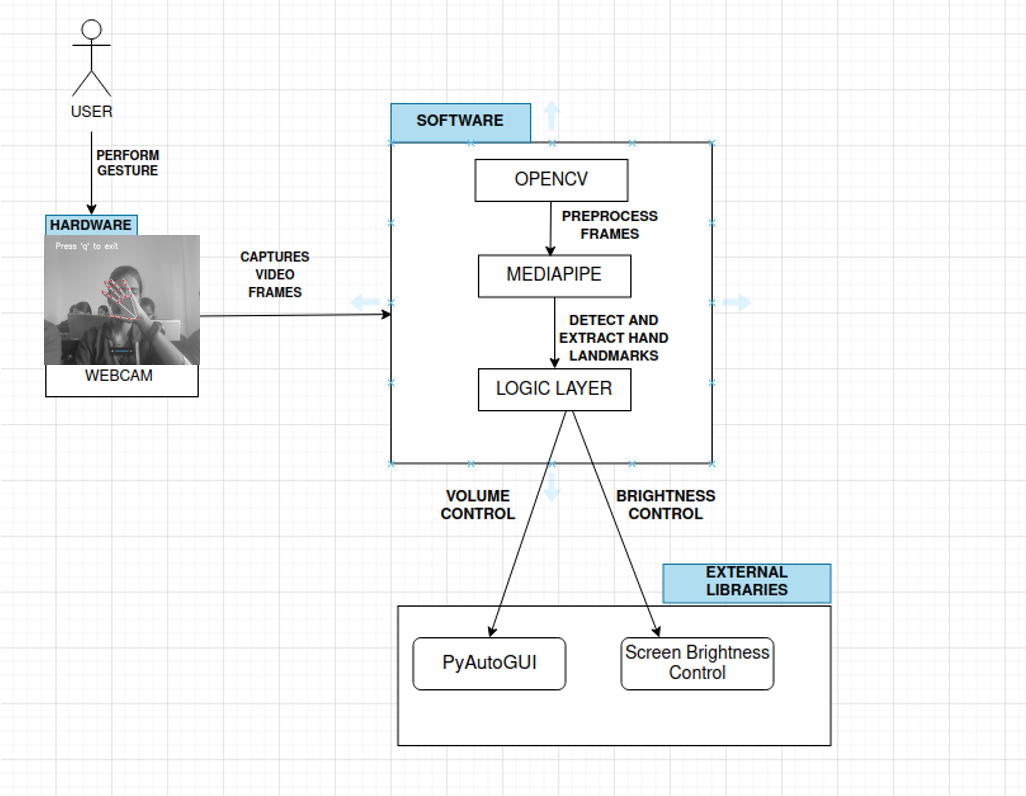 USER
PERFORM
GESTURE
HARDWARE
Press 'q' to exit
WEBCAM
CAPTURES
VIDEO
FRAMES
SOFTWARE
OPENCV
PREPROCESS
FRAMES
MEDIAPIPE
DETECT AND
EXTRACT HAND
LANDMARKS
LOGIC LAYER
VOLUME
CONTROL
BRIGHTNESS
CONTROL
EXTERNAL
LIBRARIES
PyAutoGUI
Screen Brightness
Control